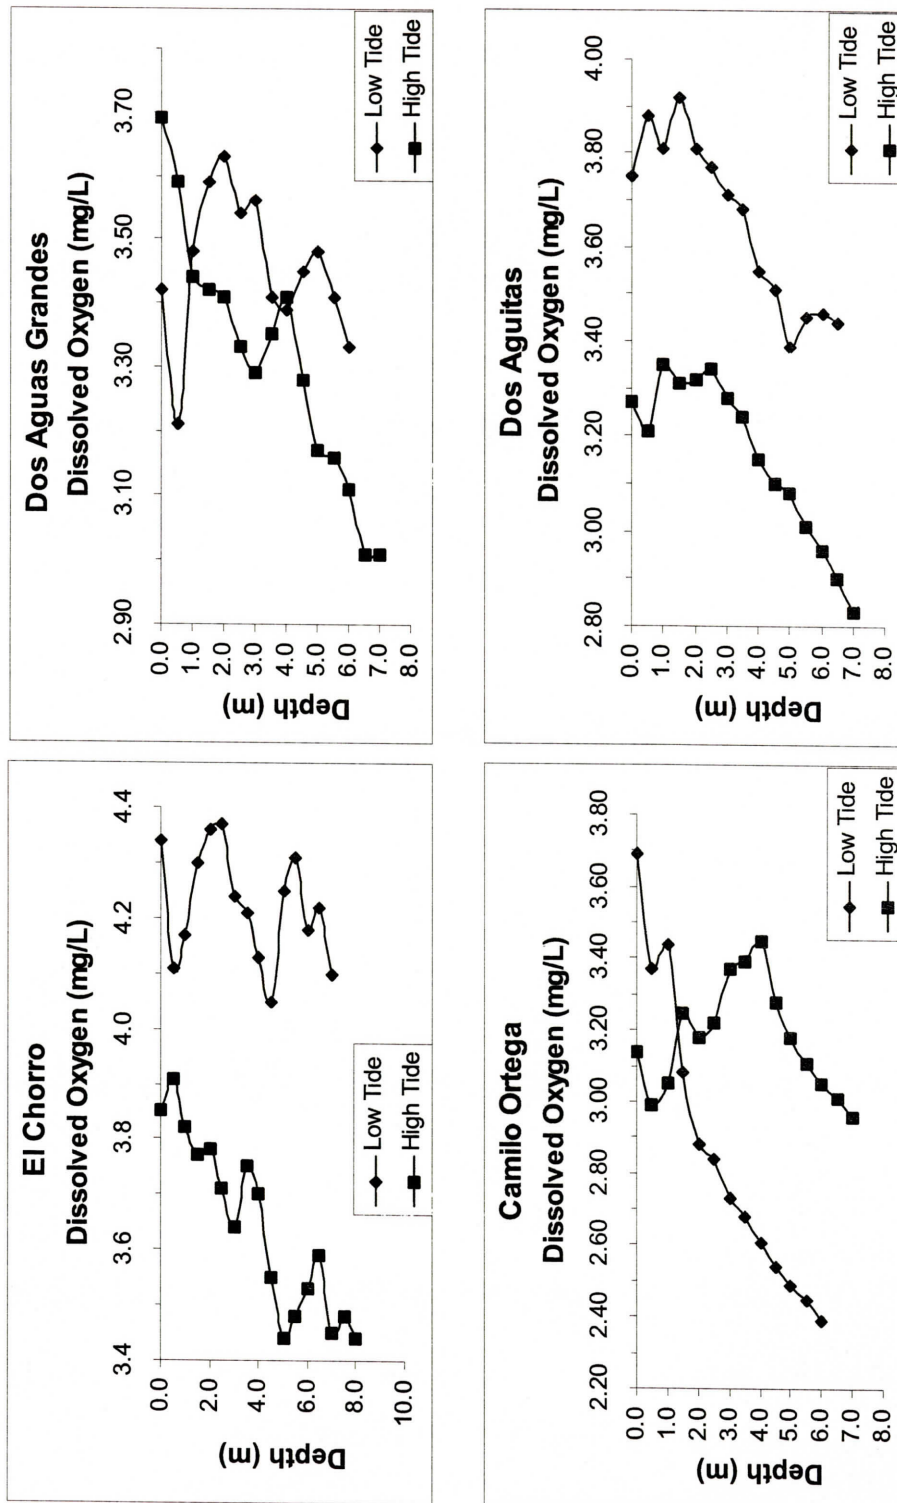 El Chorro
Dissolved Oxygen (mg/L)
3.4 3.6 3.8 4.0 4.2 4.4
0.0
2.0
4.0
6.0
8.0
10.0
Depth (m)
Low Tide
High Tide
Dos Aguas Grandes
Dissolved Oxygen (mg/L)
2.90 3.10 3.30 3.50 3.70
0.0
1.0
2.0
3.0
4.0
5.0
6.0
7.0
8.0
Depth (m)
Low Tide
High Tide
Camilo Ortega
Dissolved Oxygen (mg/L)
2.20 2.40 2.60 2.80 3.00 3.20 3.40 3.60 3.80
0.0
1.0
2.0
3.0
4.0
5.0
6.0
7.0
8.0
Depth (m)
Low Tide
High Tide
Dos Aguitas
Dissolved Oxygen (mg/L)
2.80 3.00 3.20 3.40 3.60 3.80 4.00
0.0
1.0
2.0
3.0
4.0
5.0
6.0
7.0
8.0
Depth (m)
Low Tide
High Tide